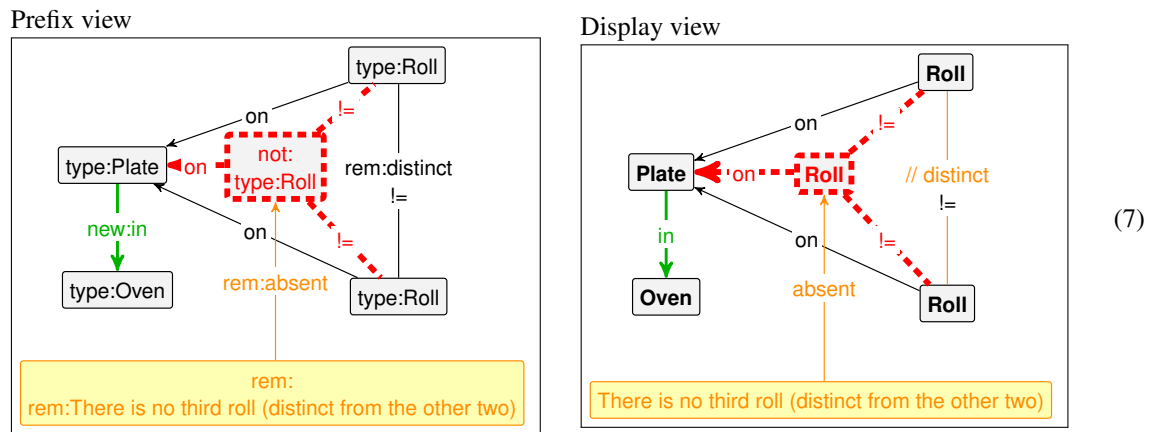 Prefix view
type:Roll
on
!=
type:Plate
on
not:
type:Roll
rem:distinct
!=
new:in
on
!=
type:Oven
rem:absent
type:Roll
rem:
rem:There is no third roll (distinct from the other two)
Display view
Roll
on
!=
Plate
on
Roll
// distinct
!=
in
on
!=
Oven
absent
Roll
There is no third roll (distinct from the other two)
(7)